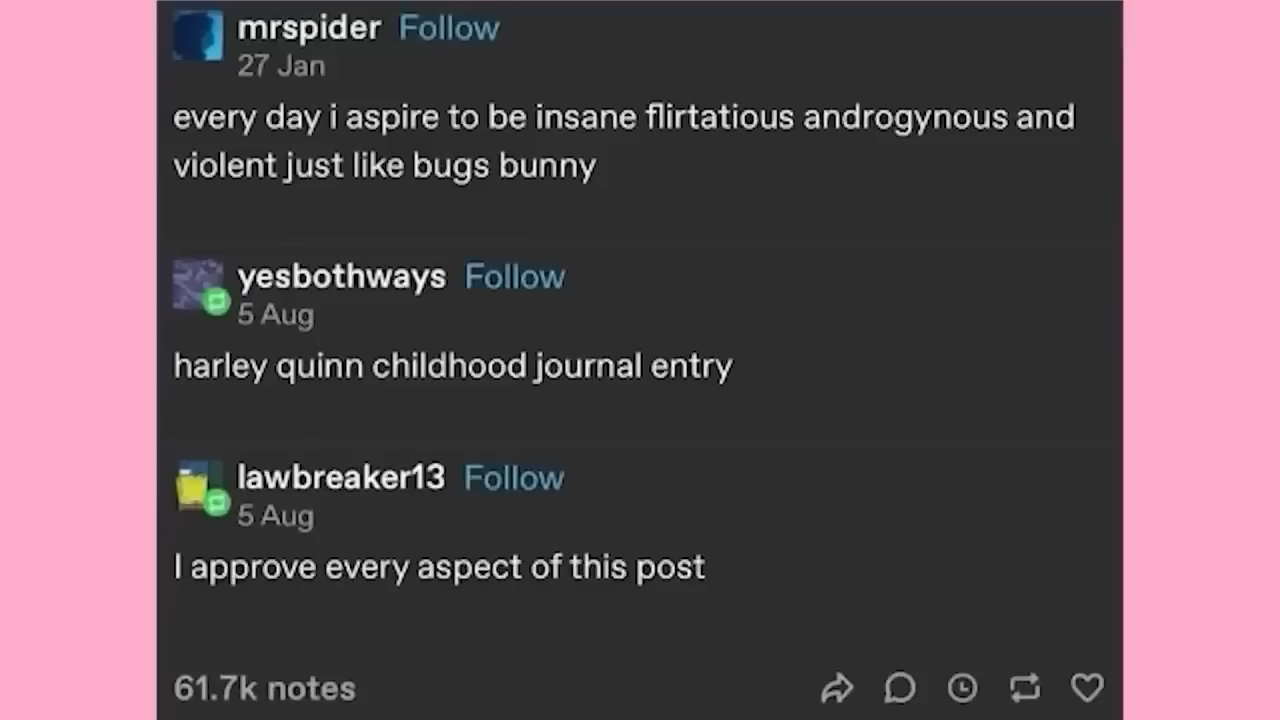 mrspider Follow
27 Jan
every day i aspire to be insane flirtatious androgynous and
violent just like bugs bunny
yesbothways Follow
5 Aug
harley quinn childhood journal entry
lawbreaker13 Follow
5 Aug
I approve every aspect of this post
61.7k notes